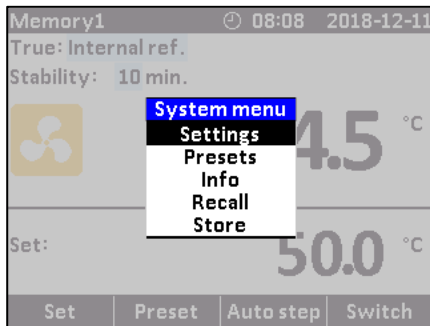 Memory1 08:08 2018-12-11
True: Internal ref.
Stability: 10 min.
System menu
Settings
Presets
Info
Recall
Store
4.5 °C
Set: 50.0 °C
Set Preset Auto step Switch